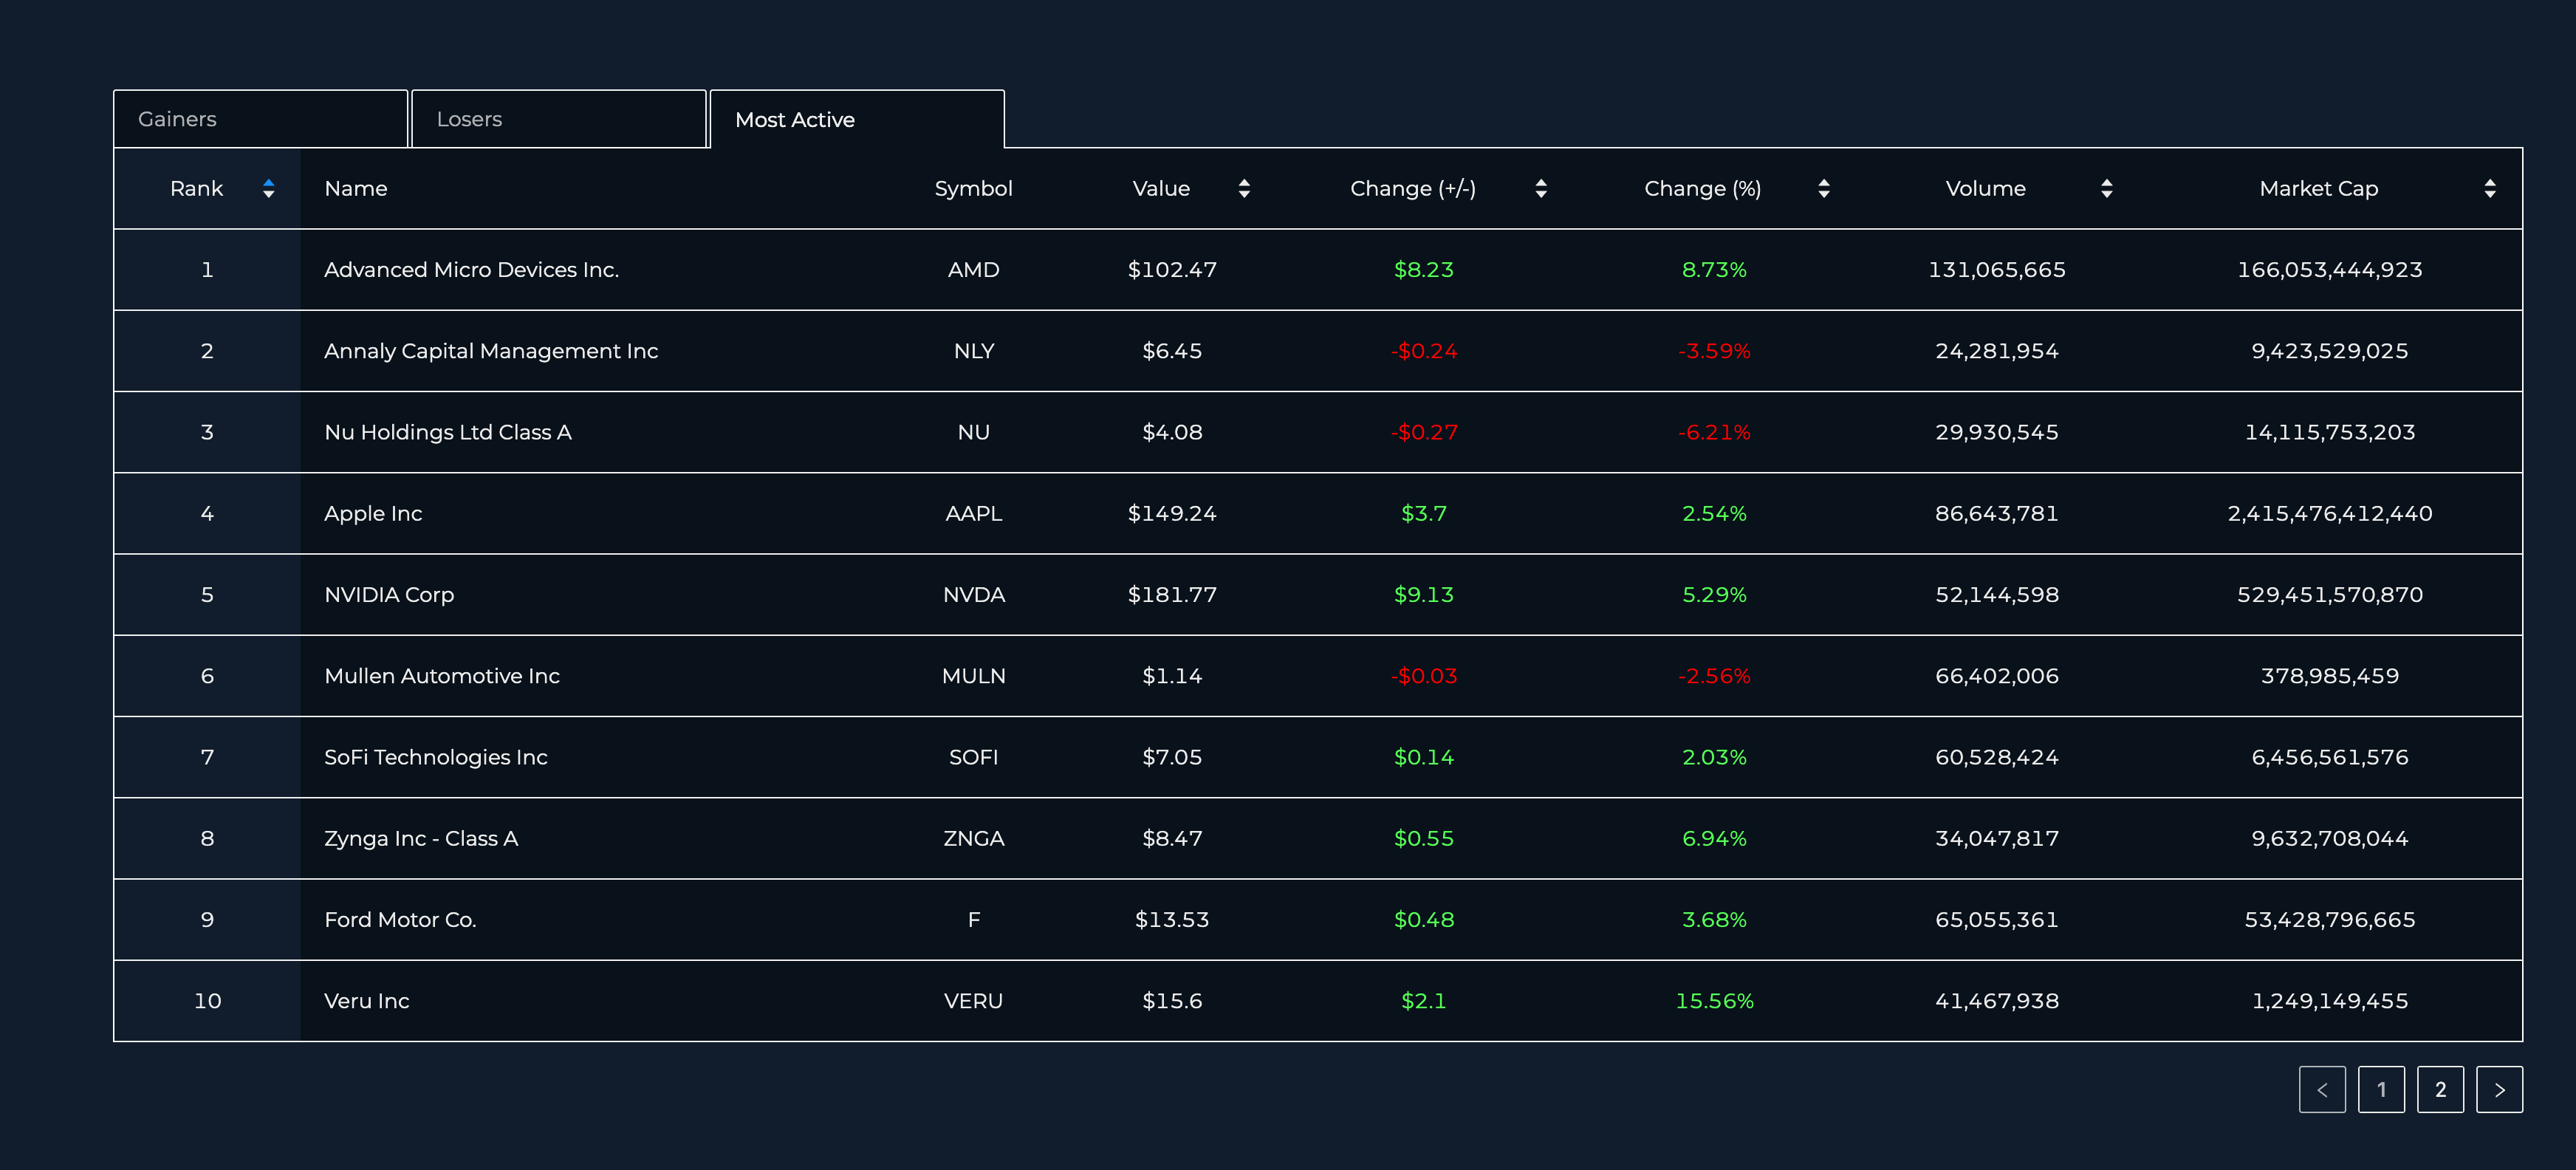 Gainers Losers Most Active
Rank Name Symbol Value Change (+/-) Change (%) Volume Market Cap
1 Advanced Micro Devices Inc. AMD $102.47 $8.23 8.73% 131,065,665 166,053,444,923
2 Annaly Capital Management Inc NLY $6.45 -$0.24 -3.59% 24,281,954 9,423,529,025
3 Nu Holdings Ltd Class A NU $4.08 -$0.27 -6.21% 29,930,545 14,115,753,203
4 Apple Inc AAPL $149.24 $3.7 2.54% 86,643,781 2,415,476,412,440
5 NVIDIA Corp NVDA $181.77 $9.13 5.29% 52,144,598 529,451,570,870
6 Mullen Automotive Inc MULN $1.14 -$0.03 -2.56% 66,402,006 378,985,459
7 SoFi Technologies Inc SOFI $7.05 $0.14 2.03% 60,528,424 6,456,561,576
8 Zynga Inc - Class A ZNGA $8.47 $0.55 6.94% 34,047,817 9,632,708,044
9 Ford Motor Co. F $13.53 $0.48 3.68% 65,055,361 53,428,796,665
10 Veru Inc VERU $15.6 $2.1 15.56% 41,467,938 1,249,149,455
< 1 2 >